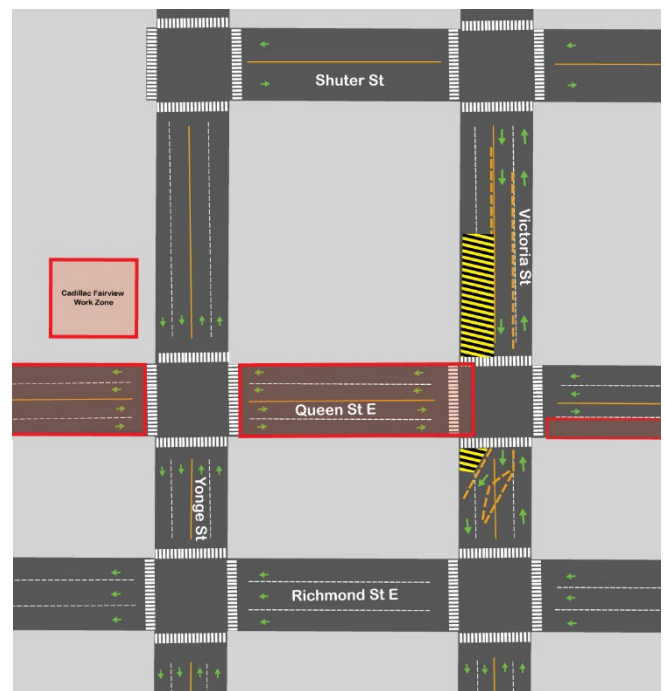 Shuter St
Victoria St
Cadillac Fairview
Work Zone
Queen St E
Yonge St
Richmond St E